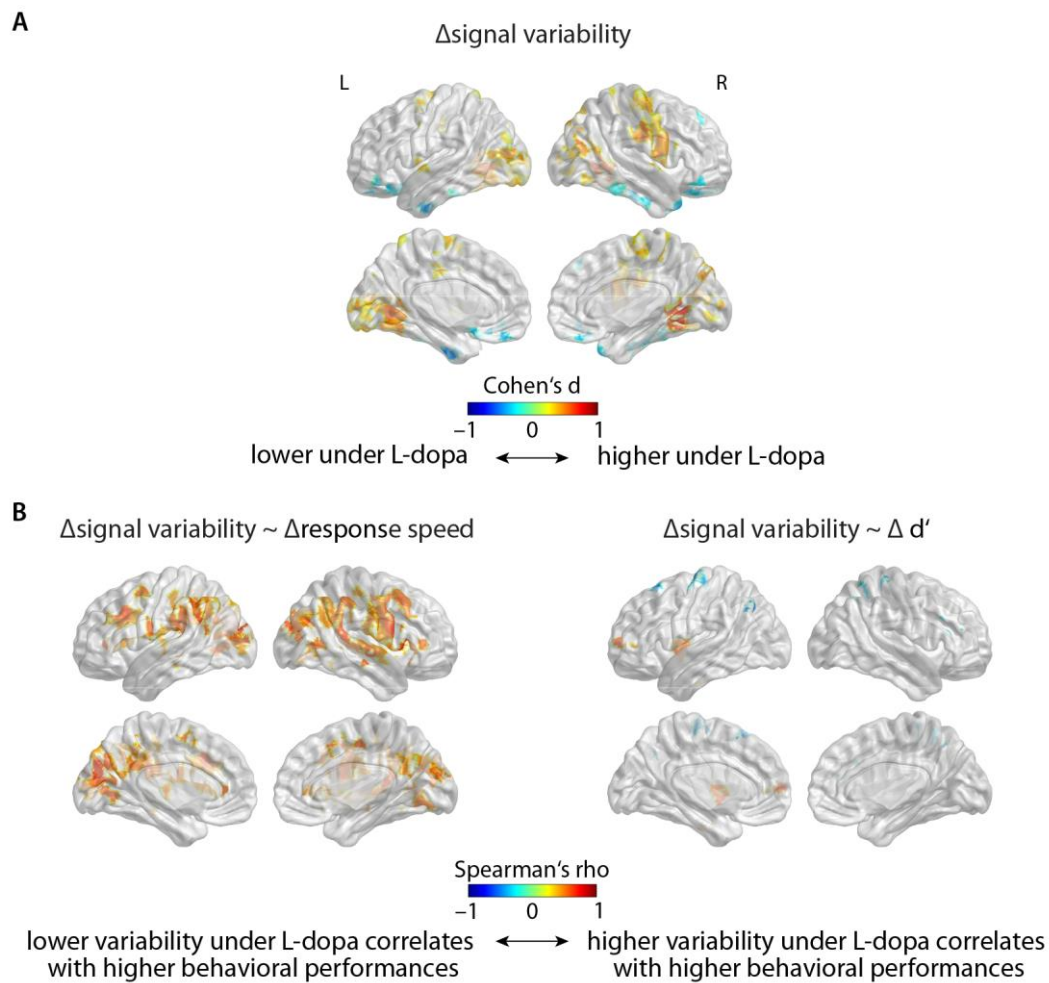 A
Δsignal variability
L
R
Cohen‘s d
−1 0 1
lower under L-dopa higher under L-dopa
B
Δsignal variability ~ Δresponse speed
Δsignal variability ~ Δ d‘
Spearman‘s rho
−1 0 1
lower variability under L-dopa correlates
with higher behavioral performances
higher variability under L-dopa correlates
with higher behavioral performances